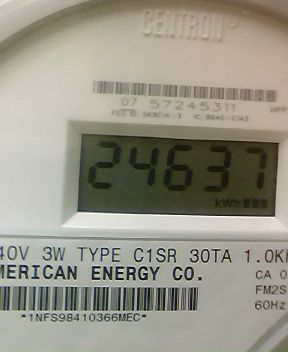 CENTRON
07 57245311
24637
kWh
40V 3W TYPE C1SR 30TA 1.0K
MERICAN ENERGY CO.
CA 0
FM2S
60Hz
*1NFS98410366MEC*